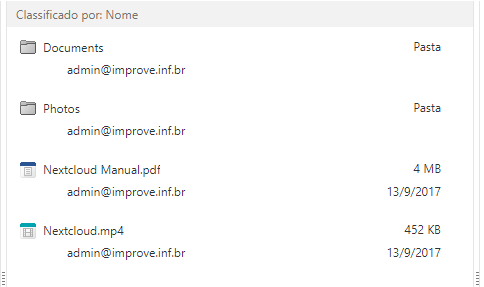 Classificado por: Nome
Documents Pasta
admin@improve.inf.br
Photos Pasta
admin@improve.inf.br
Nextcloud Manual.pdf 4 MB
admin@improve.inf.br 13/9/2017
Nextcloud.mp4 452 KB
admin@improve.inf.br 13/9/2017